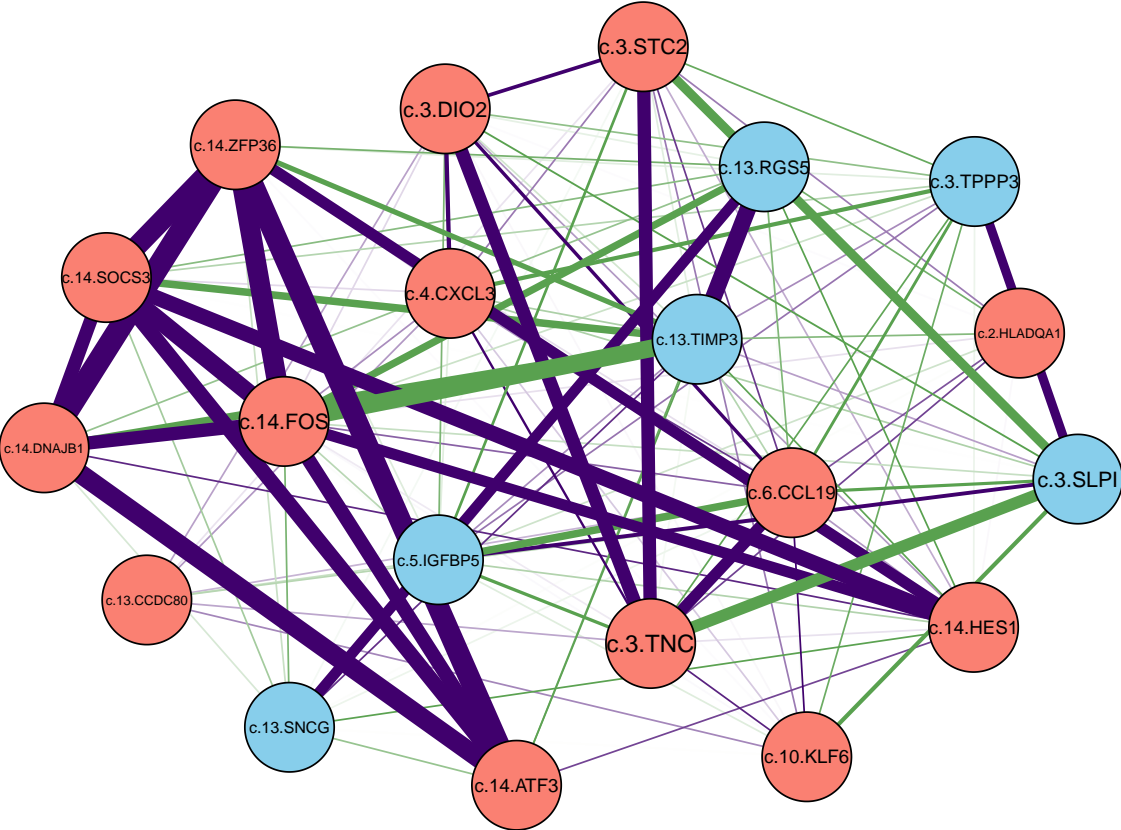 c.3.STC2
c.3.DIO2
c.14.ZFP36
c.13.RGS5
c.3.TPPP3
c.14.SOCS3
c.4.CXCL3
c.13.TIMP3
c.2.HLADQA1
c.14.FOS
c.14.DNAJB1
c.3.SLPI
c.6.CCL19
c.5.IGFBP5
c.13.CCDC80
c.14.HES1
c.3.TNC
c.13.SNCG
c.10.KLF6
c.14.ATF3